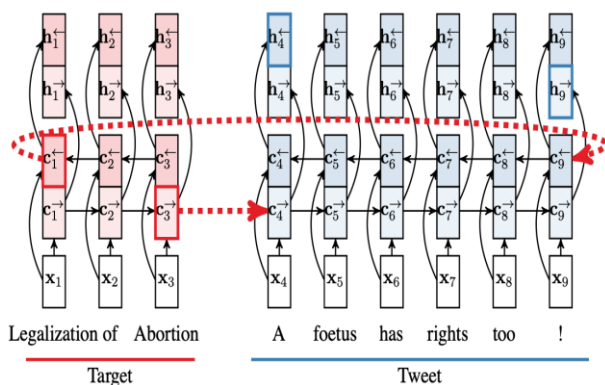 h₁← h₂← h₃← h₄← h₅← h₆← h₇← h₈← h₉←
h₁→ h₂→ h₃→ h₄→ h₅→ h₆→ h₇→ h₈→ h₉→
c₁← c₂← c₃← c₄← c₅← c₆← c₇← c₈← c₉←
c₁→ c₂→ c₃→ c₄→ c₅→ c₆→ c₇→ c₈→ c₉→
x₁ x₂ x₃ x₄ x₅ x₆ x₇ x₈ x₉
Legalization of Abortion A foetus has rights too !
Target Tweet